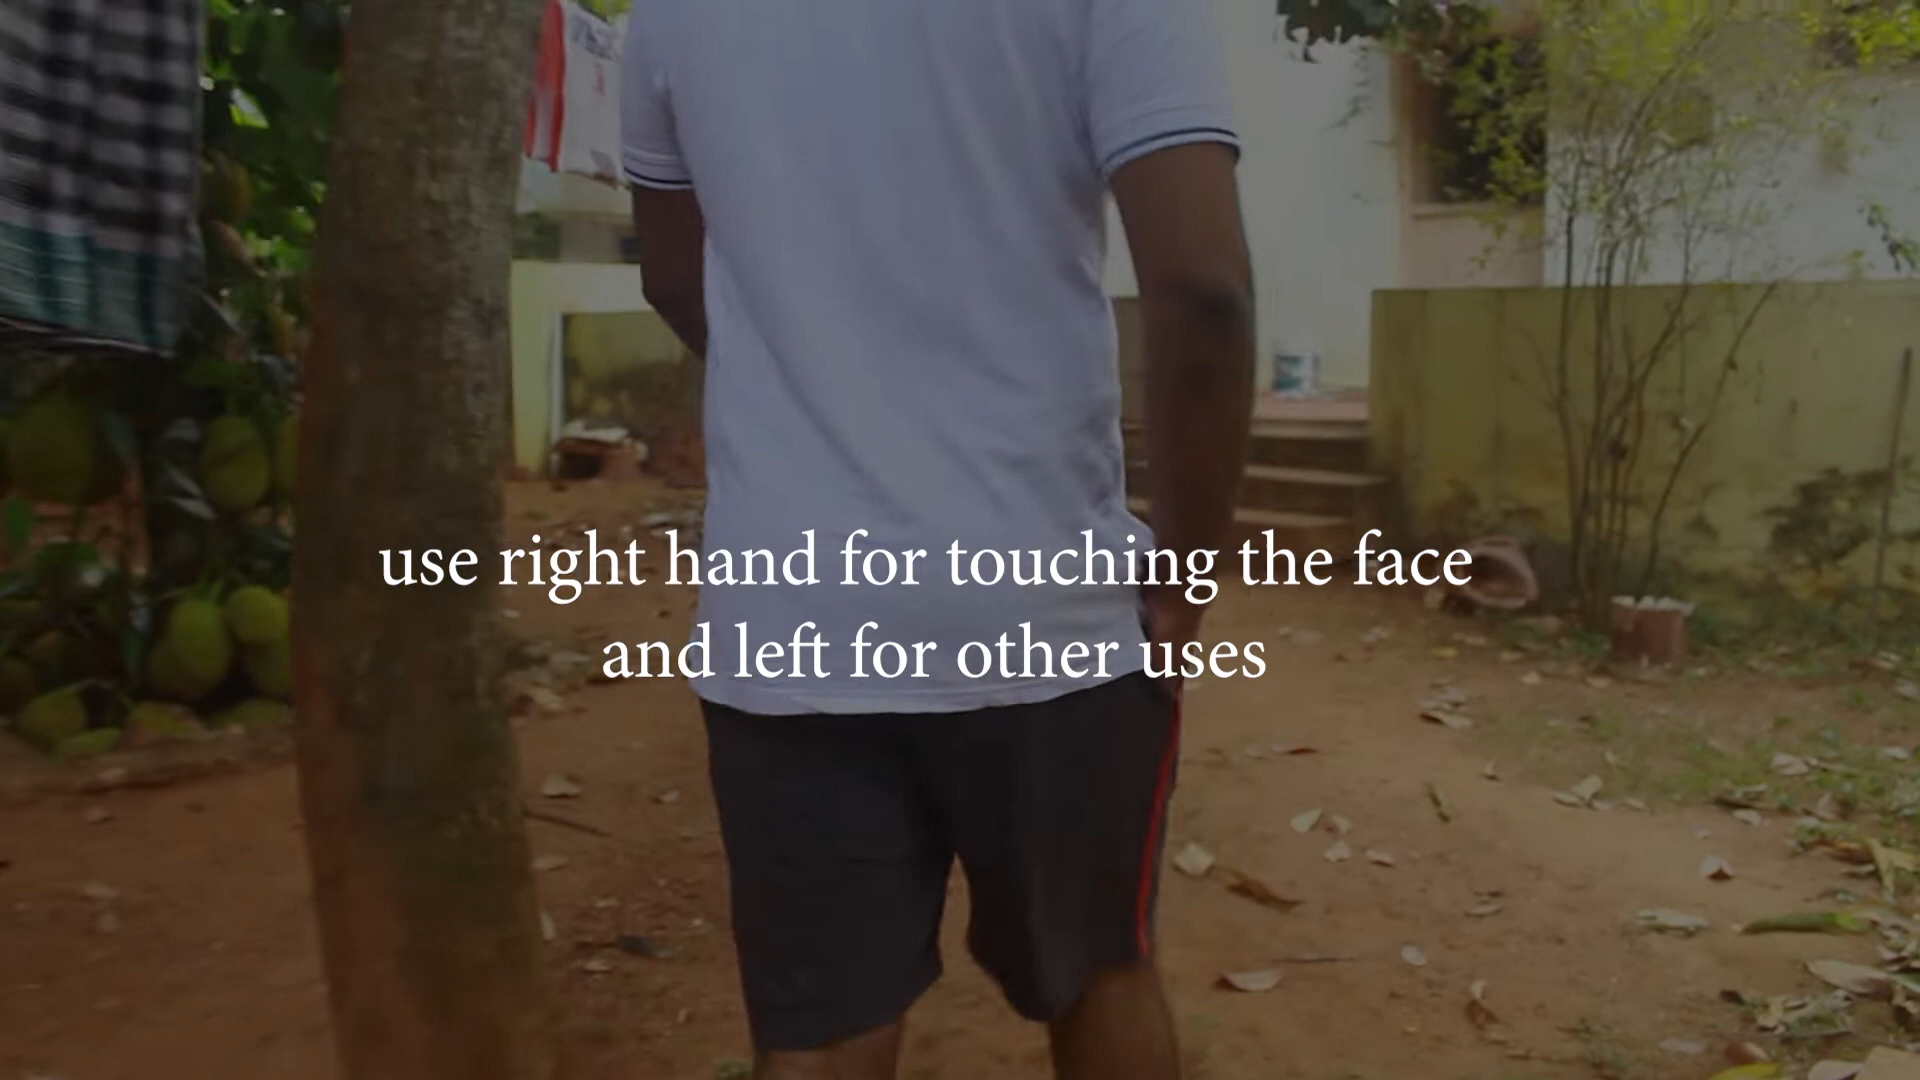 use right hand for touching the face
and left for other uses